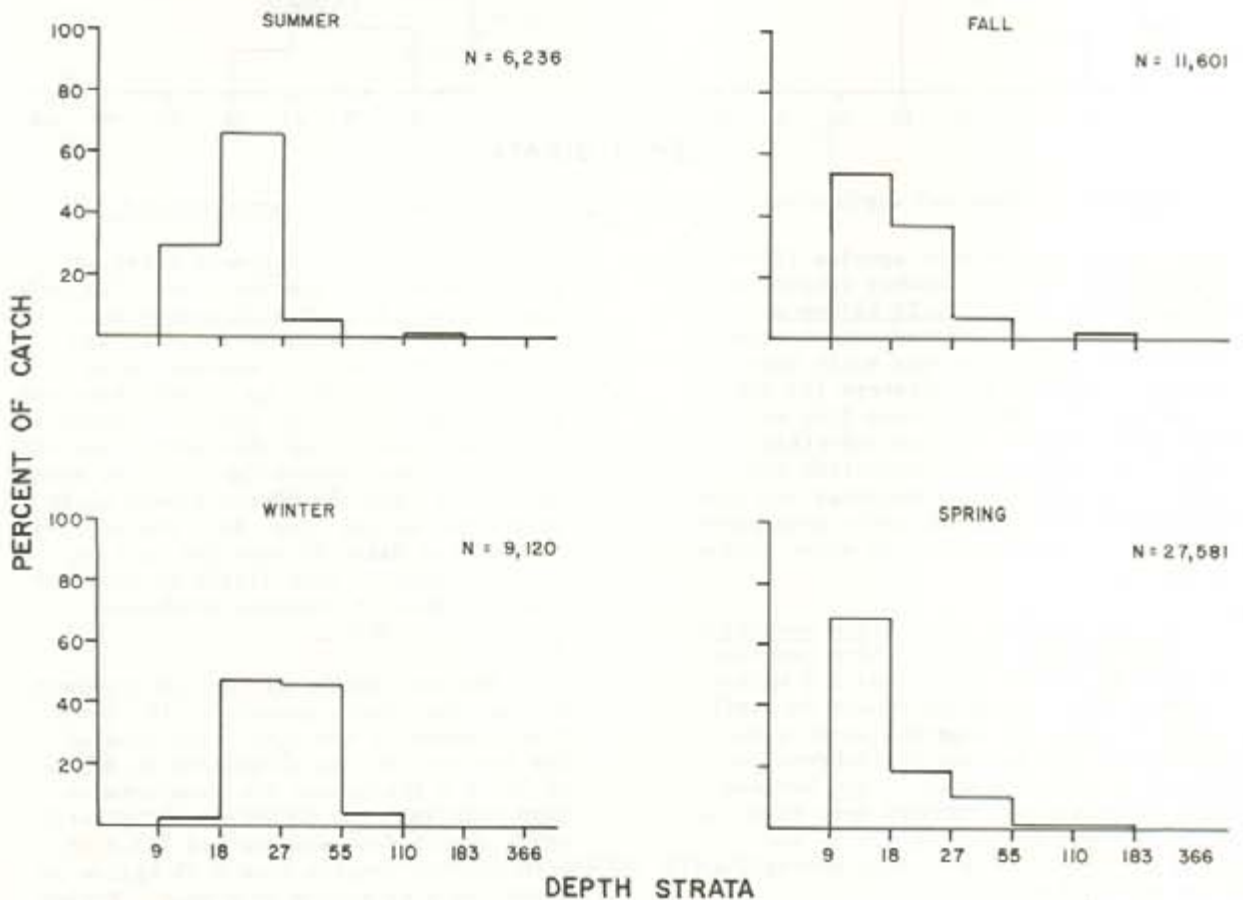 SUMMER
N = 6,236
100
80
60
40
20
FALL
N = 11,601
PERCENT OF CATCH
WINTER
N = 9,120
100
80
60
40
20
9 18 27 55 110 183 366
SPRING
N = 27,581
9 18 27 55 110 183 366
DEPTH STRATA